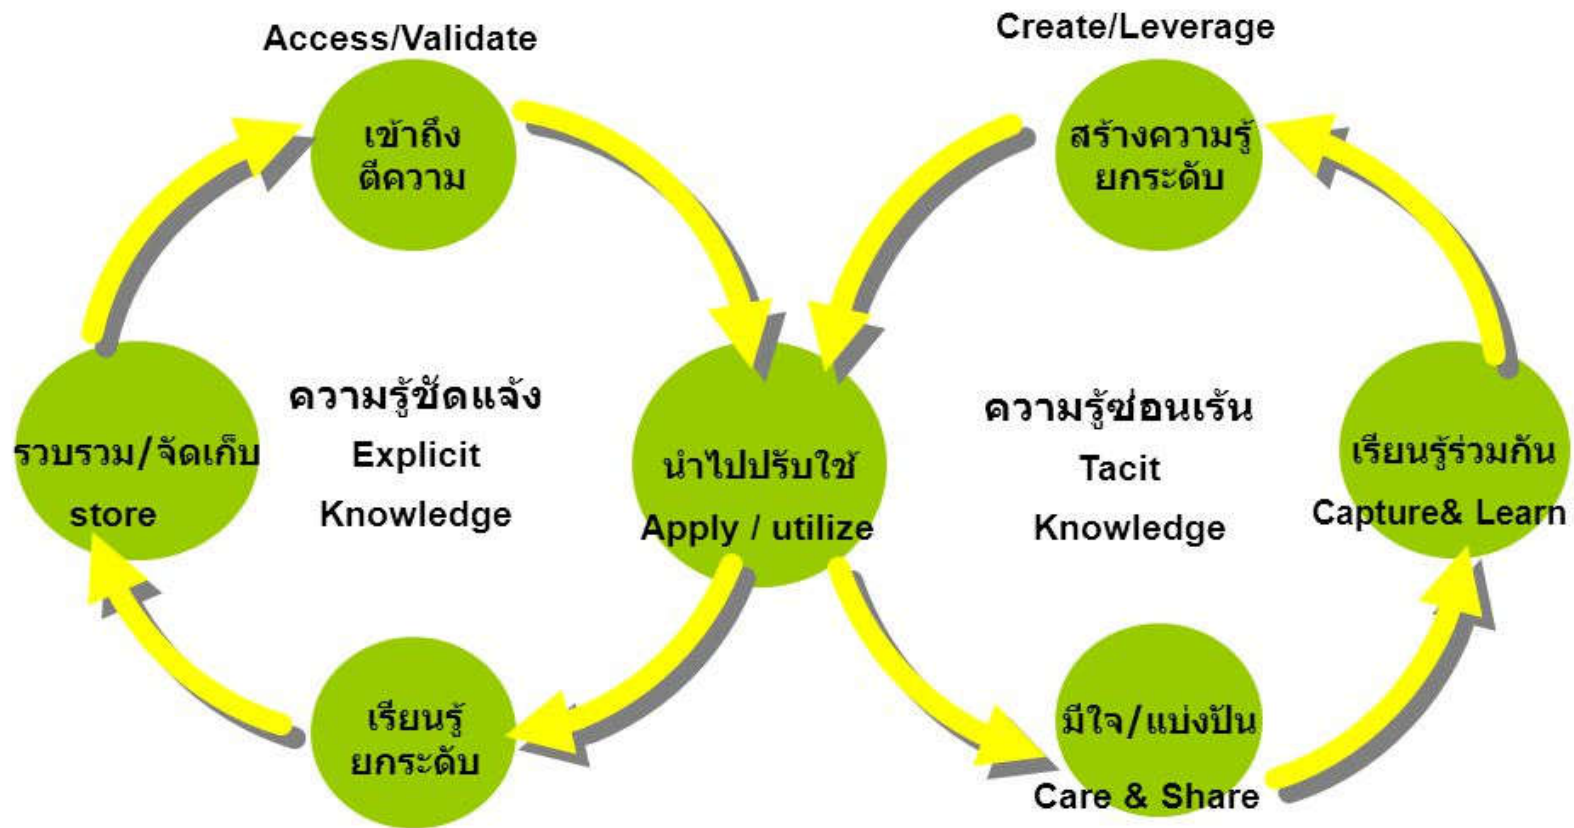 Access/Validate
เข้าถึง
ตีความ
รวบรวม/จัดเก็บ
store
ความรู้ชัดแจ้ง
Explicit
Knowledge
เรียนรู้
ยกระดับ
นำไปปรับใช้
Apply / utilize
Create/Leverage
สร้างความรู้
ยกระดับ
ความรู้ซ่อนเร้น
Tacit
Knowledge
เรียนรู้ร่วมกัน
Capture& Learn
มีใจ/แบ่งปัน
Care & Share